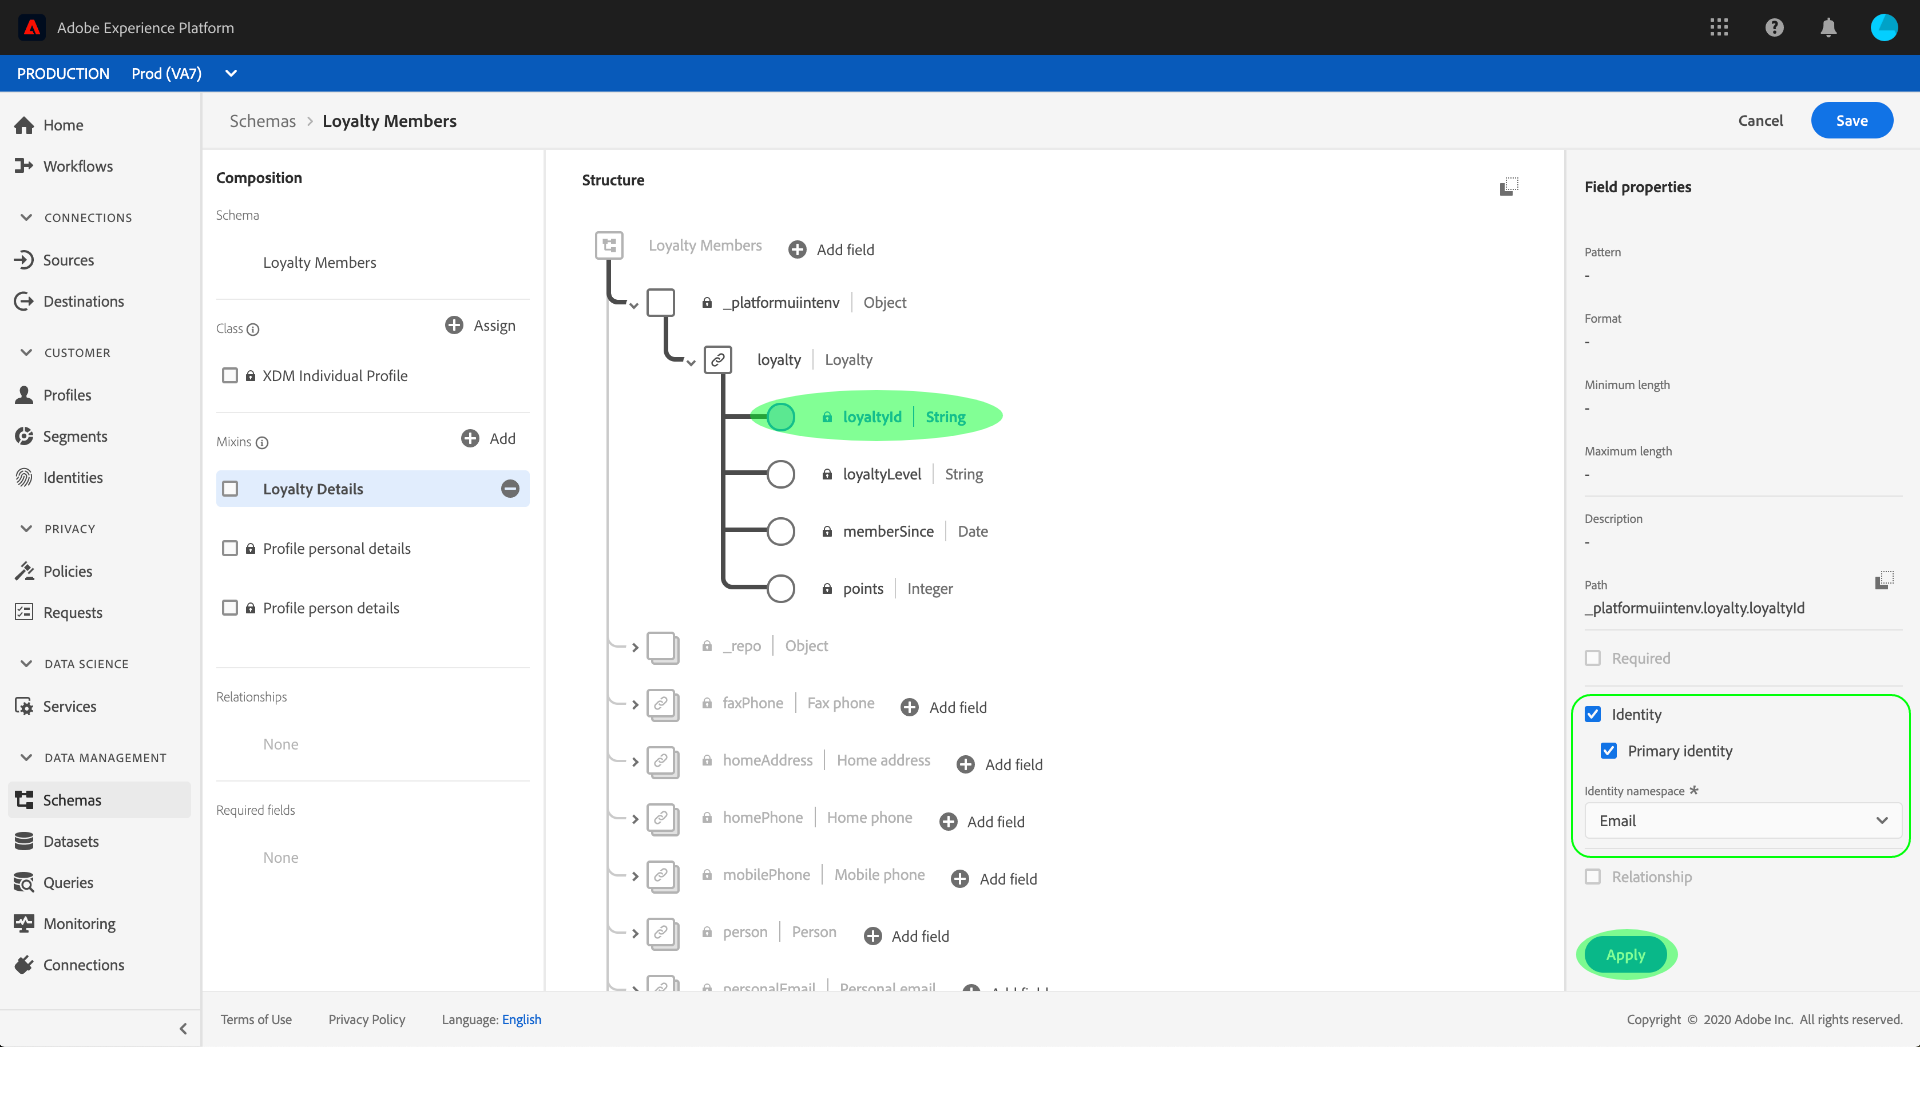 Adobe Experience Platform
PRODUCTION Prod (VA7)
Home
Workflows
CONNECTIONS
Sources
Destinations
CUSTOMER
Profiles
Segments
Identities
PRIVACY
Policies
Requests
DATA SCIENCE
Services
DATA MANAGEMENT
Schemas
Datasets
Queries
Monitoring
Connections
Schemas > Loyalty Members
Cancel
Save
Composition
Schema
Loyalty Members
Class
Assign
XDM Individual Profile
Mixins
Add
Loyalty Details
Profile personal details
Profile person details
Relationships
None
Required fields
None
Structure
Loyalty Members Add field
_platformuiintenv | Object
loyalty | Loyalty
loyaltyId | String
loyaltyLevel | String
memberSince | Date
points | Integer
_repo | Object
faxPhone | Fax phone Add field
homeAddress | Home address Add field
homePhone | Home phone Add field
mobilePhone | Mobile phone Add field
person | Person Add field
personalEmail | Personal email Add field
Field properties
Pattern
-
Format
-
Minimum length
-
Maximum length
-
Description
-
Path
_platformuiintenv.loyalty.loyaltyId
Required
Identity
Primary identity
Identity namespace *
Email
Relationship
Apply
Terms of Use Privacy Policy Language: English
Copyright © 2020 Adobe Inc. All rights reserved.